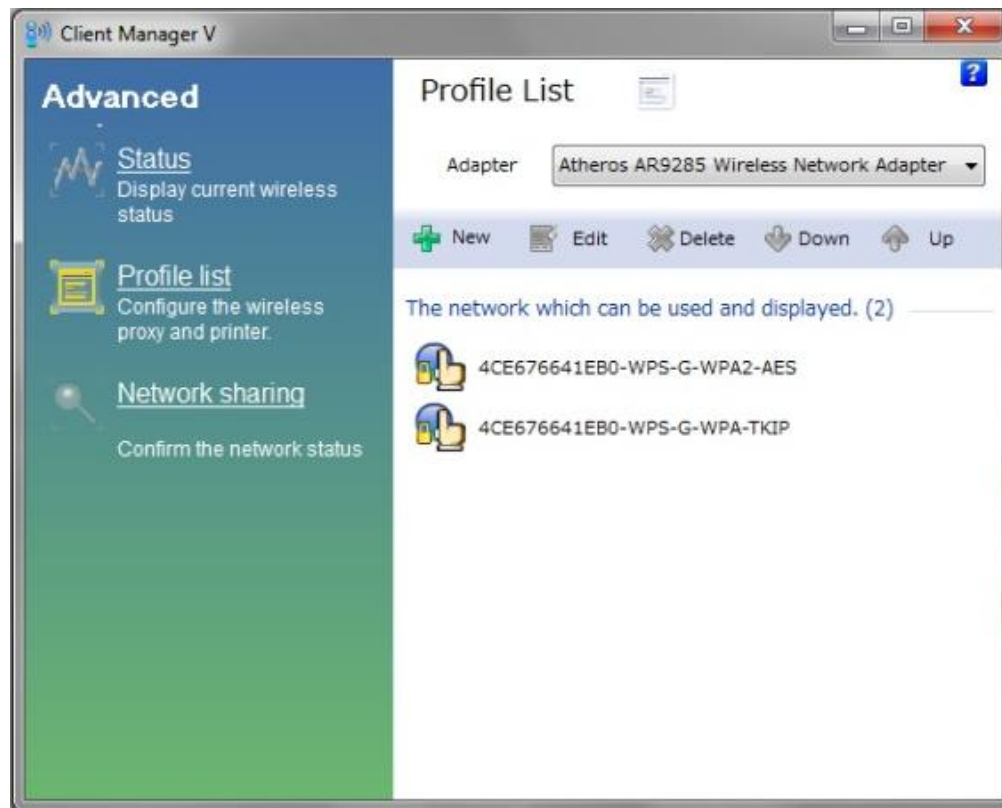 Client Manager V
Advanced
Status
Display current wireless
status
Profile list
Configure the wireless
proxy and printer.
Network sharing
Confirm the network status
Profile List
?
Adapter Atheros AR9285 Wireless Network Adapter
New Edit Delete Down Up
The network which can be used and displayed. (2)
4CE676641EB0-WPS-G-WPA2-AES
4CE676641EB0-WPS-G-WPA-TKIP